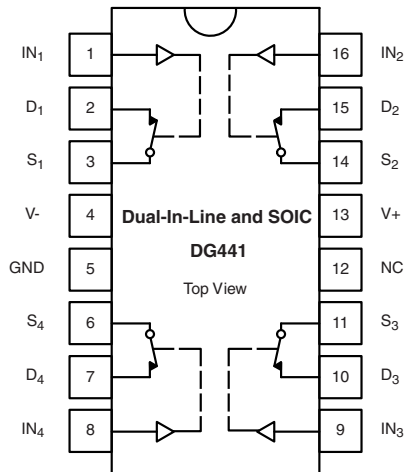 IN1 1 16 IN2
D1 2 15 D2
S1 3 14 S2
V- 4 Dual-In-Line and SOIC 13 V+
DG441
GND 5 12 NC
Top View
S4 6 11 S3
D4 7 10 D3
IN4 8 9 IN3